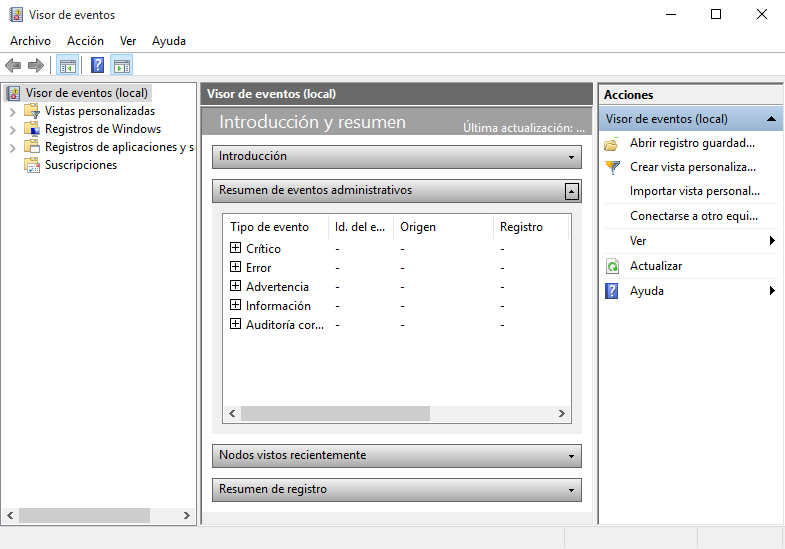 Visor de eventos
Archivo Acción Ver Ayuda
Visor de eventos (local)
Vistas personalizadas
Registros de Windows
Registros de aplicaciones y s
Suscripciones
Visor de eventos (local)
Introducción y resumen
Última actualización: ...
Introducción
Resumen de eventos administrativos
Tipo de evento Id. del e... Origen Registro
Crítico - - -
Error - - -
Advertencia - - -
Información - - -
Auditoría cor... - - -
Nodos vistos recientemente
Resumen de registro
Acciones
Visor de eventos (local)
Abrir registro guardad...
Crear vista personaliza...
Importar vista personal...
Conectarse a otro equi...
Ver
Actualizar
Ayuda